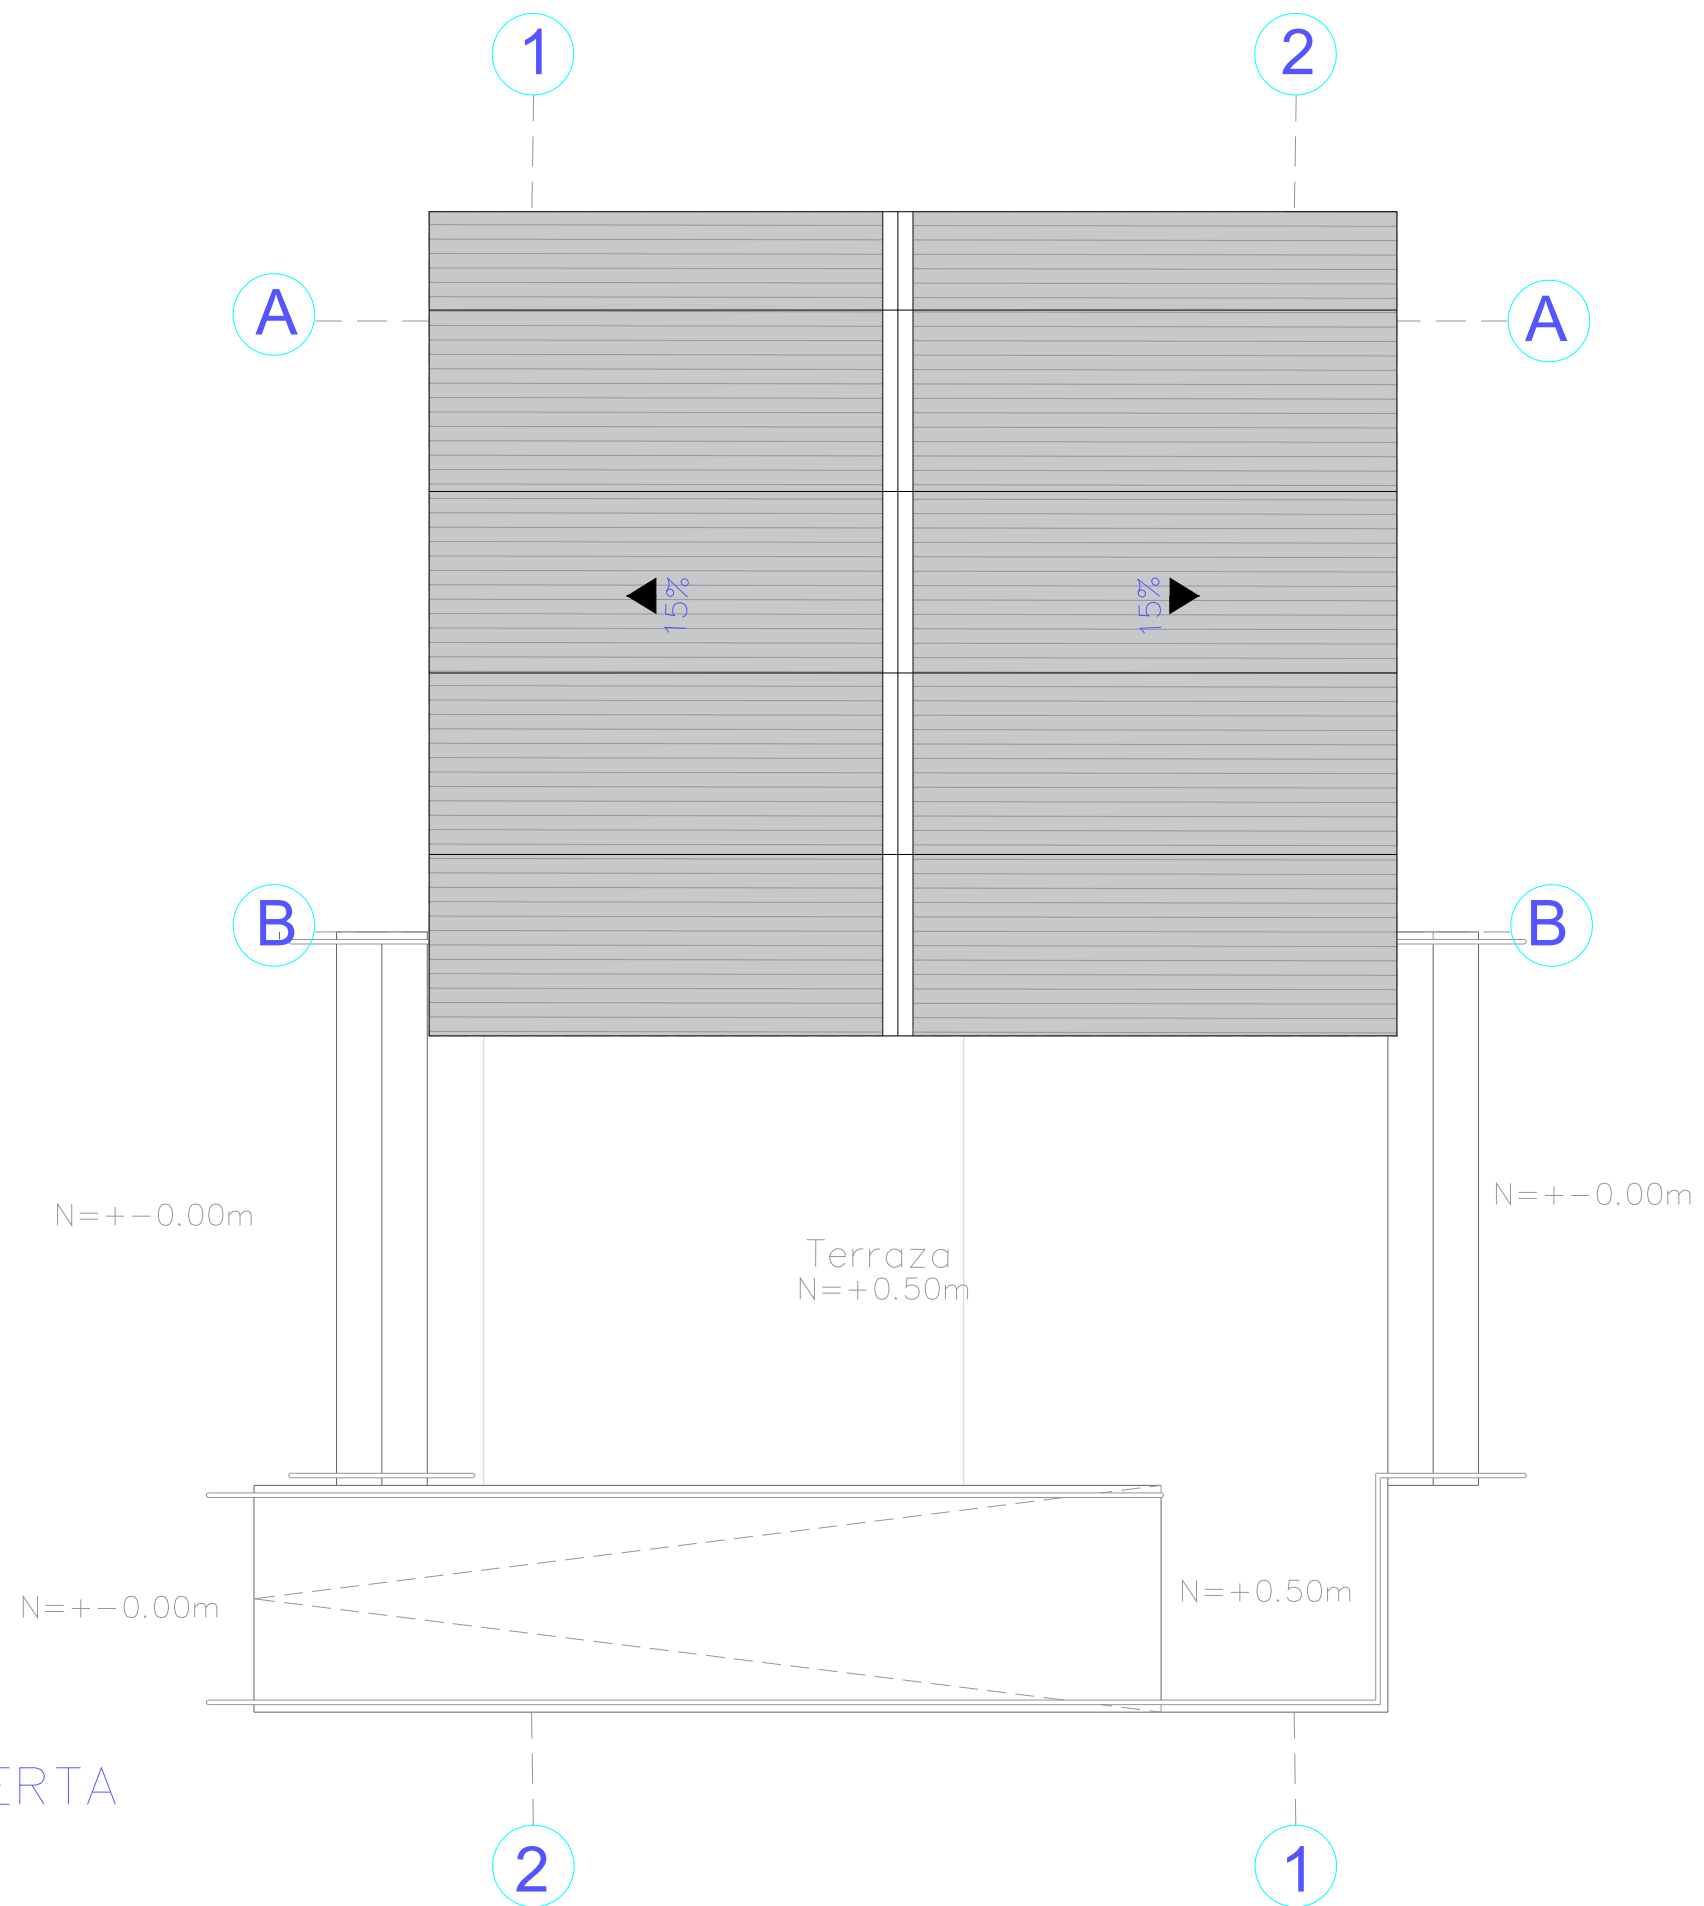 1
2
A
A
15%
15%
B
B
N=+-0.00m
N=+-0.00m
Terraza
N=+0.50m
N=+0.50m
N=+-0.00m
ERTA
2
1